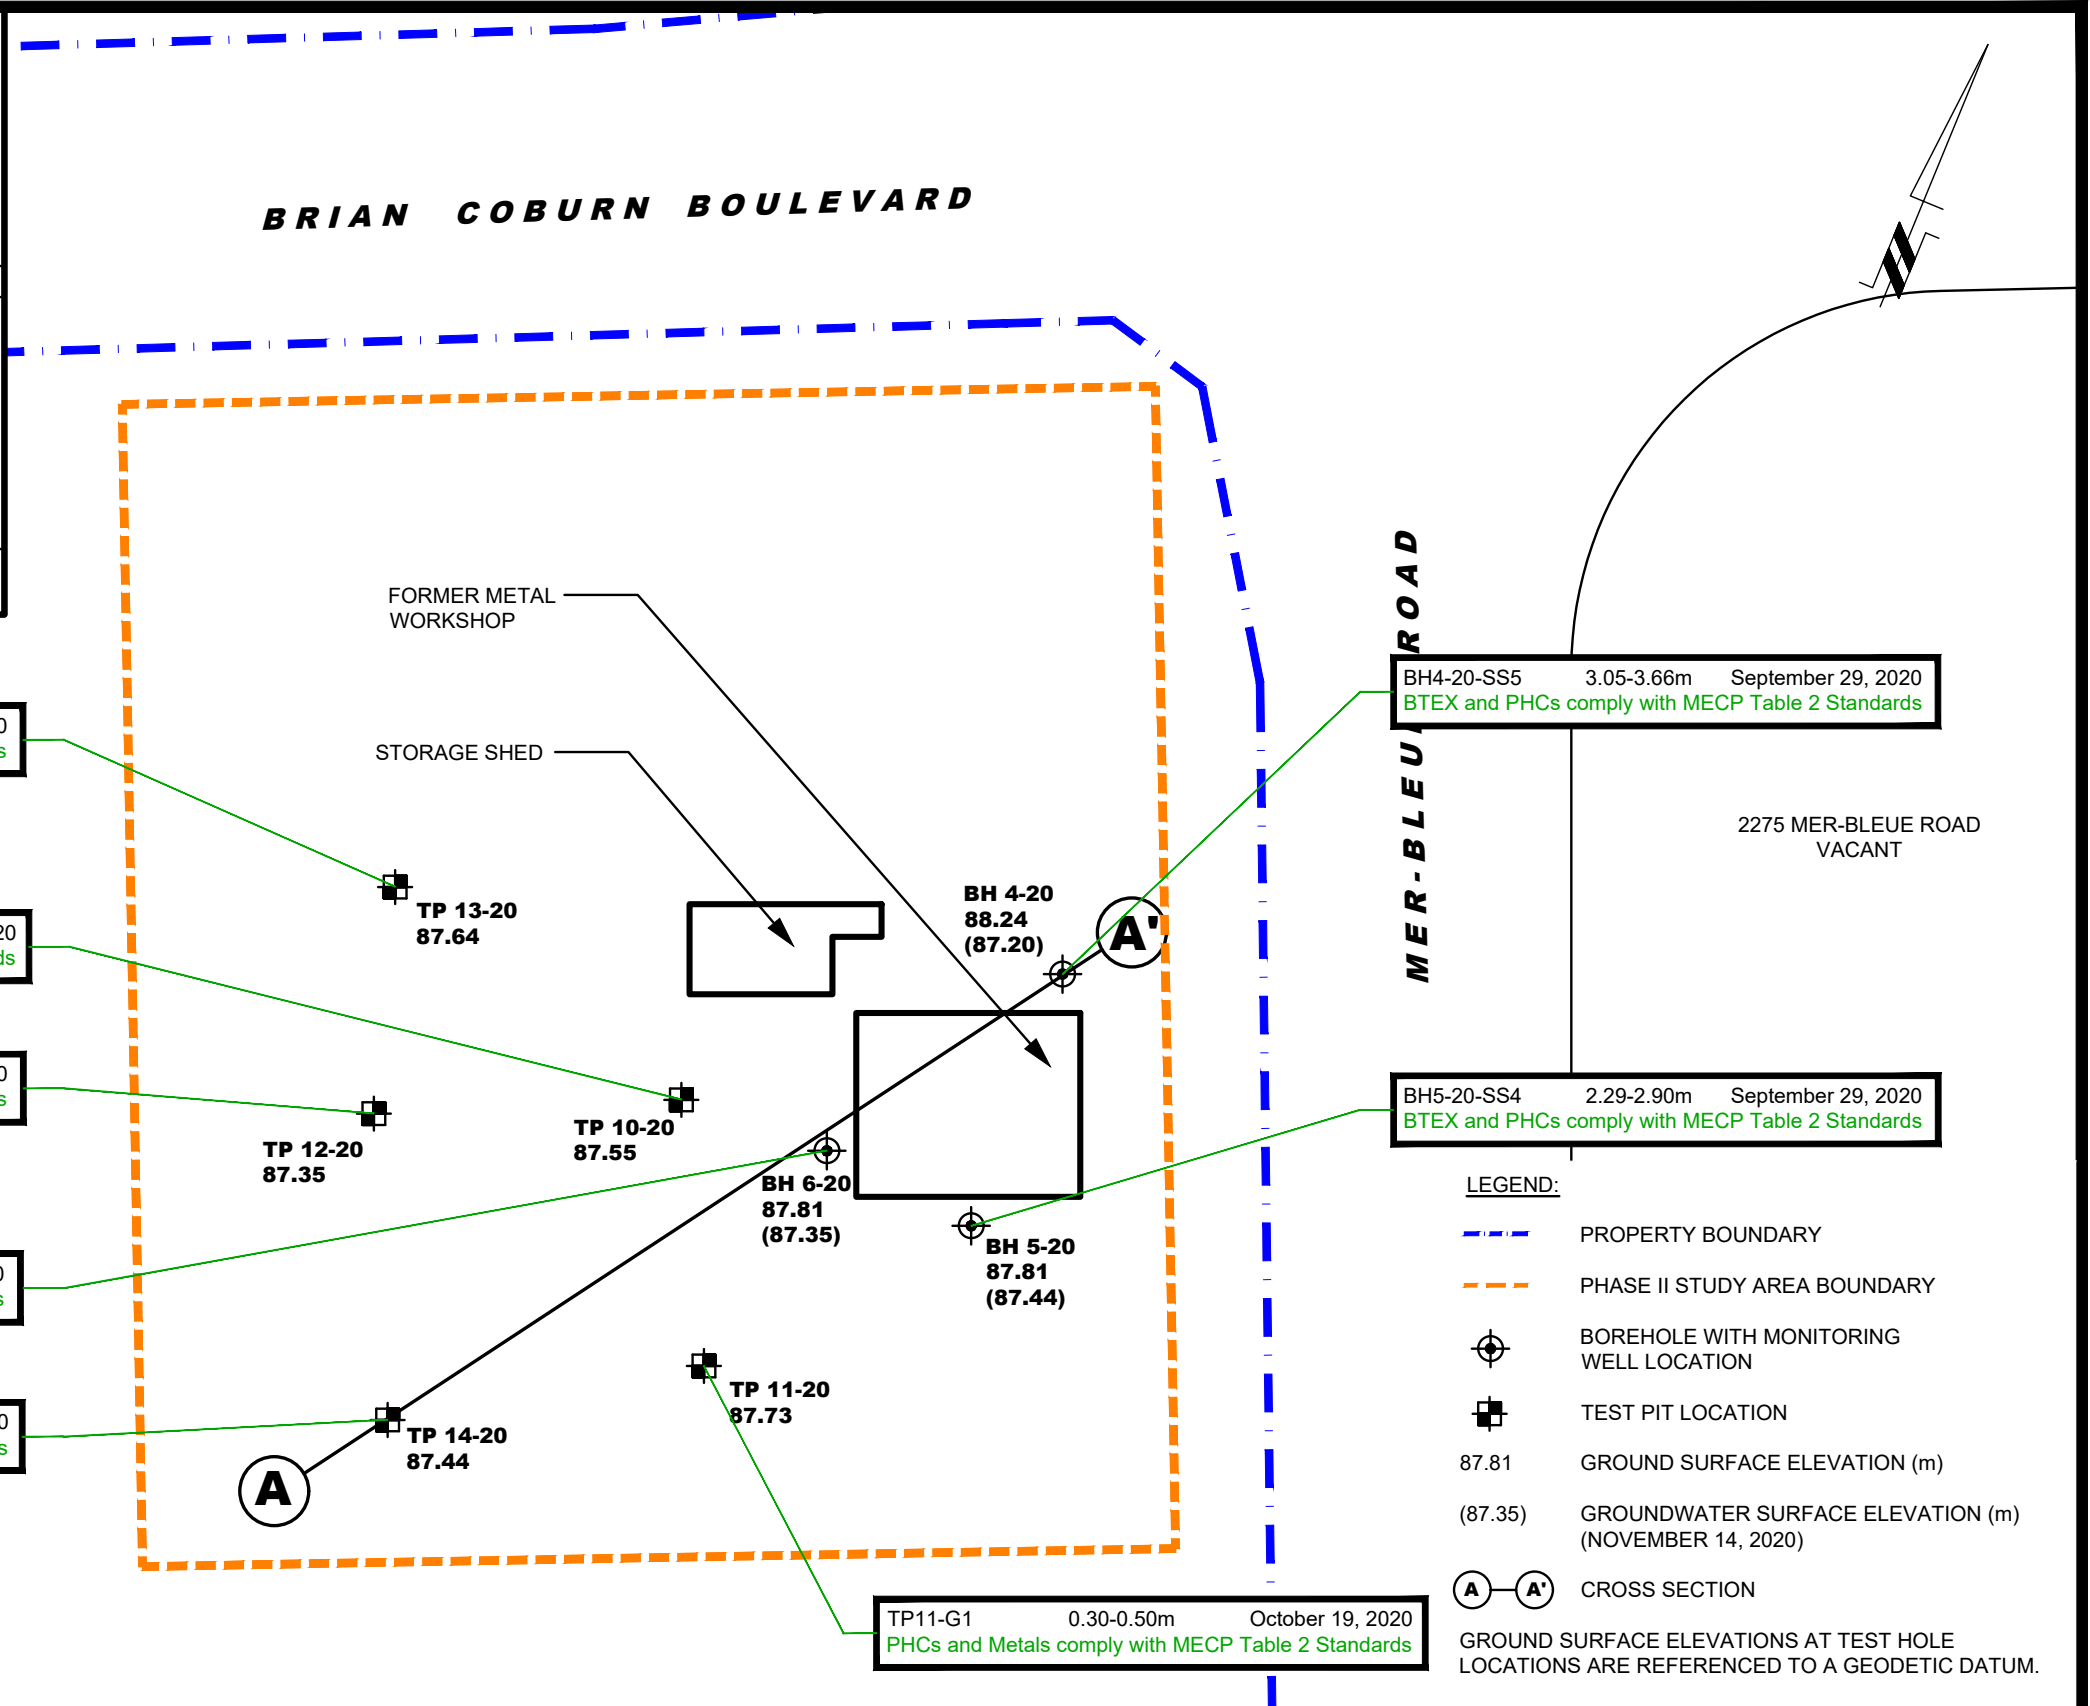 BRIAN COBURN BOULEVARD
FORMER METAL
WORKSHOP
STORAGE SHED
MER-BLEUE ROAD
BH4-20-SS5 3.05-3.66m September 29, 2020
BTEX and PHCs comply with MECP Table 2 Standards
2275 MER-BLEUE ROAD
VACANT
TP 13-20
87.64
BH 4-20
88.24
(87.20)
A'
TP 12-20
87.35
TP 10-20
87.55
BH 6-20
87.81
(87.35)
BH 5-20
87.81
(87.44)
BH5-20-SS4 2.29-2.90m September 29, 2020
BTEX and PHCs comply with MECP Table 2 Standards
TP 11-20
87.73
TP 14-20
87.44
A
TP11-G1 0.30-0.50m October 19, 2020
PHCs and Metals comply with MECP Table 2 Standards
LEGEND:
PROPERTY BOUNDARY
PHASE II STUDY AREA BOUNDARY
BOREHOLE WITH MONITORING
WELL LOCATION
TEST PIT LOCATION
87.81 GROUND SURFACE ELEVATION (m)
(87.35) GROUNDWATER SURFACE ELEVATION (m)
(NOVEMBER 14, 2020)
A A' CROSS SECTION
GROUND SURFACE ELEVATIONS AT TEST HOLE
LOCATIONS ARE REFERENCED TO A GEODETIC DATUM.